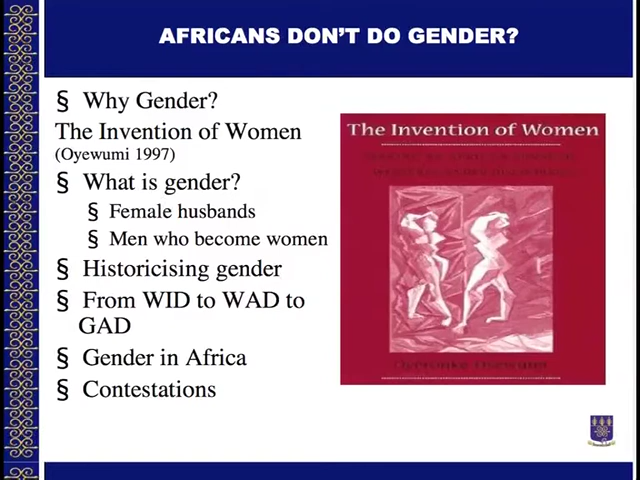 AFRICANS DON'T DO GENDER?
§ Why Gender?
The Invention of Women
(Oyewumi 1997)
§ What is gender?
§ Female husbands
§ Men who become women
§ Historicising gender
§ From WID to WAD to
GAD
§ Gender in Africa
§ Contestations
The Invention of Women